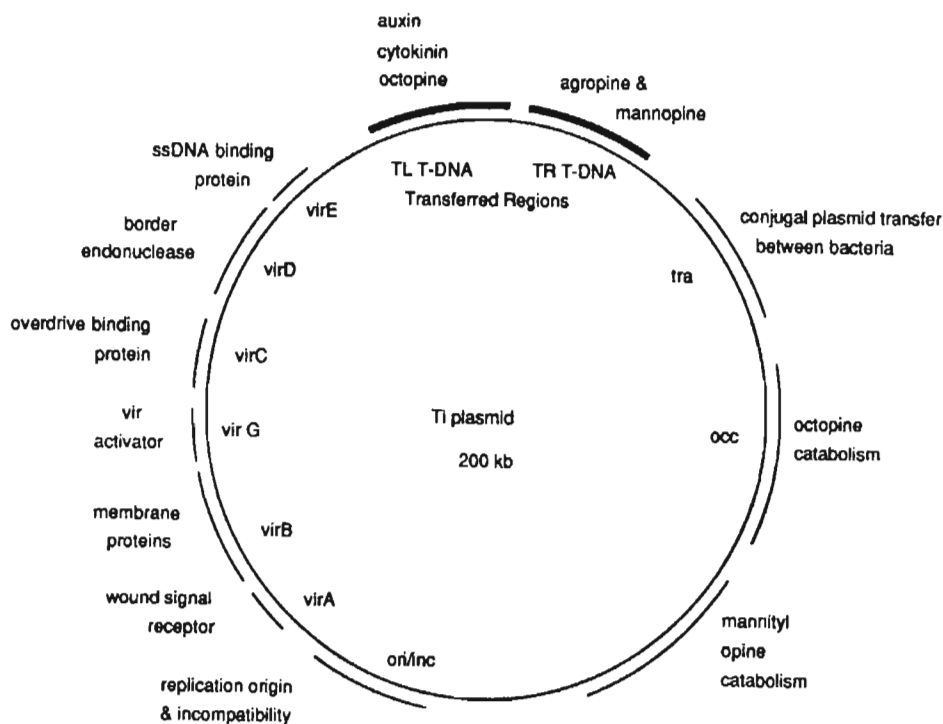 auxin
cytokinin
octopine
agropine &
mannopine
ssDNA binding
protein
TL T-DNA
TR T-DNA
Transferred Regions
virE
border
endonuclease
virD
conjugal plasmid transfer
between bacteria
tra
overdrive binding
protein
virC
vir
activator
vir G
Ti plasmid
200 kb
occ
octopine
catabolism
membrane
proteins
virB
wound signal
receptor
virA
mannityl
opine
catabolism
ori/inc
replication origin
& incompatibility